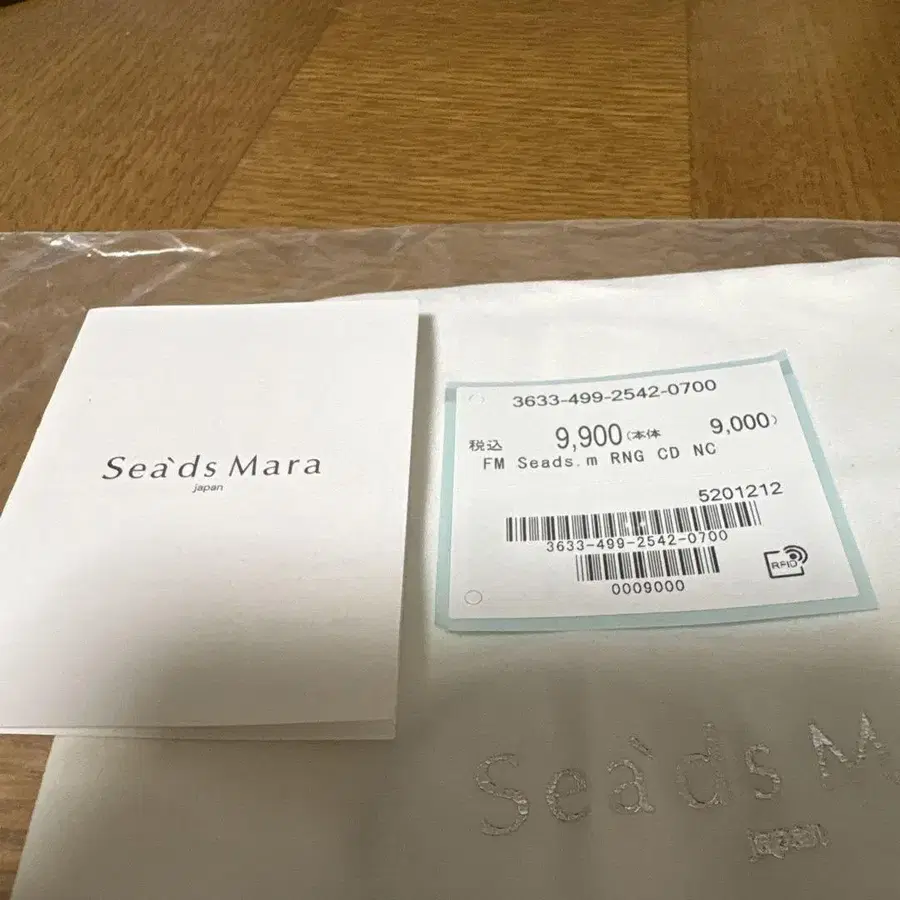 Sea`ds Mara
japan
3633-499-2542-0700
税込 9,900 (本体 9,000)
FM Seads.m RNG CD NC
5201212
3633-499-2542-0700
RFID
0009000
Sea`ds M
japan